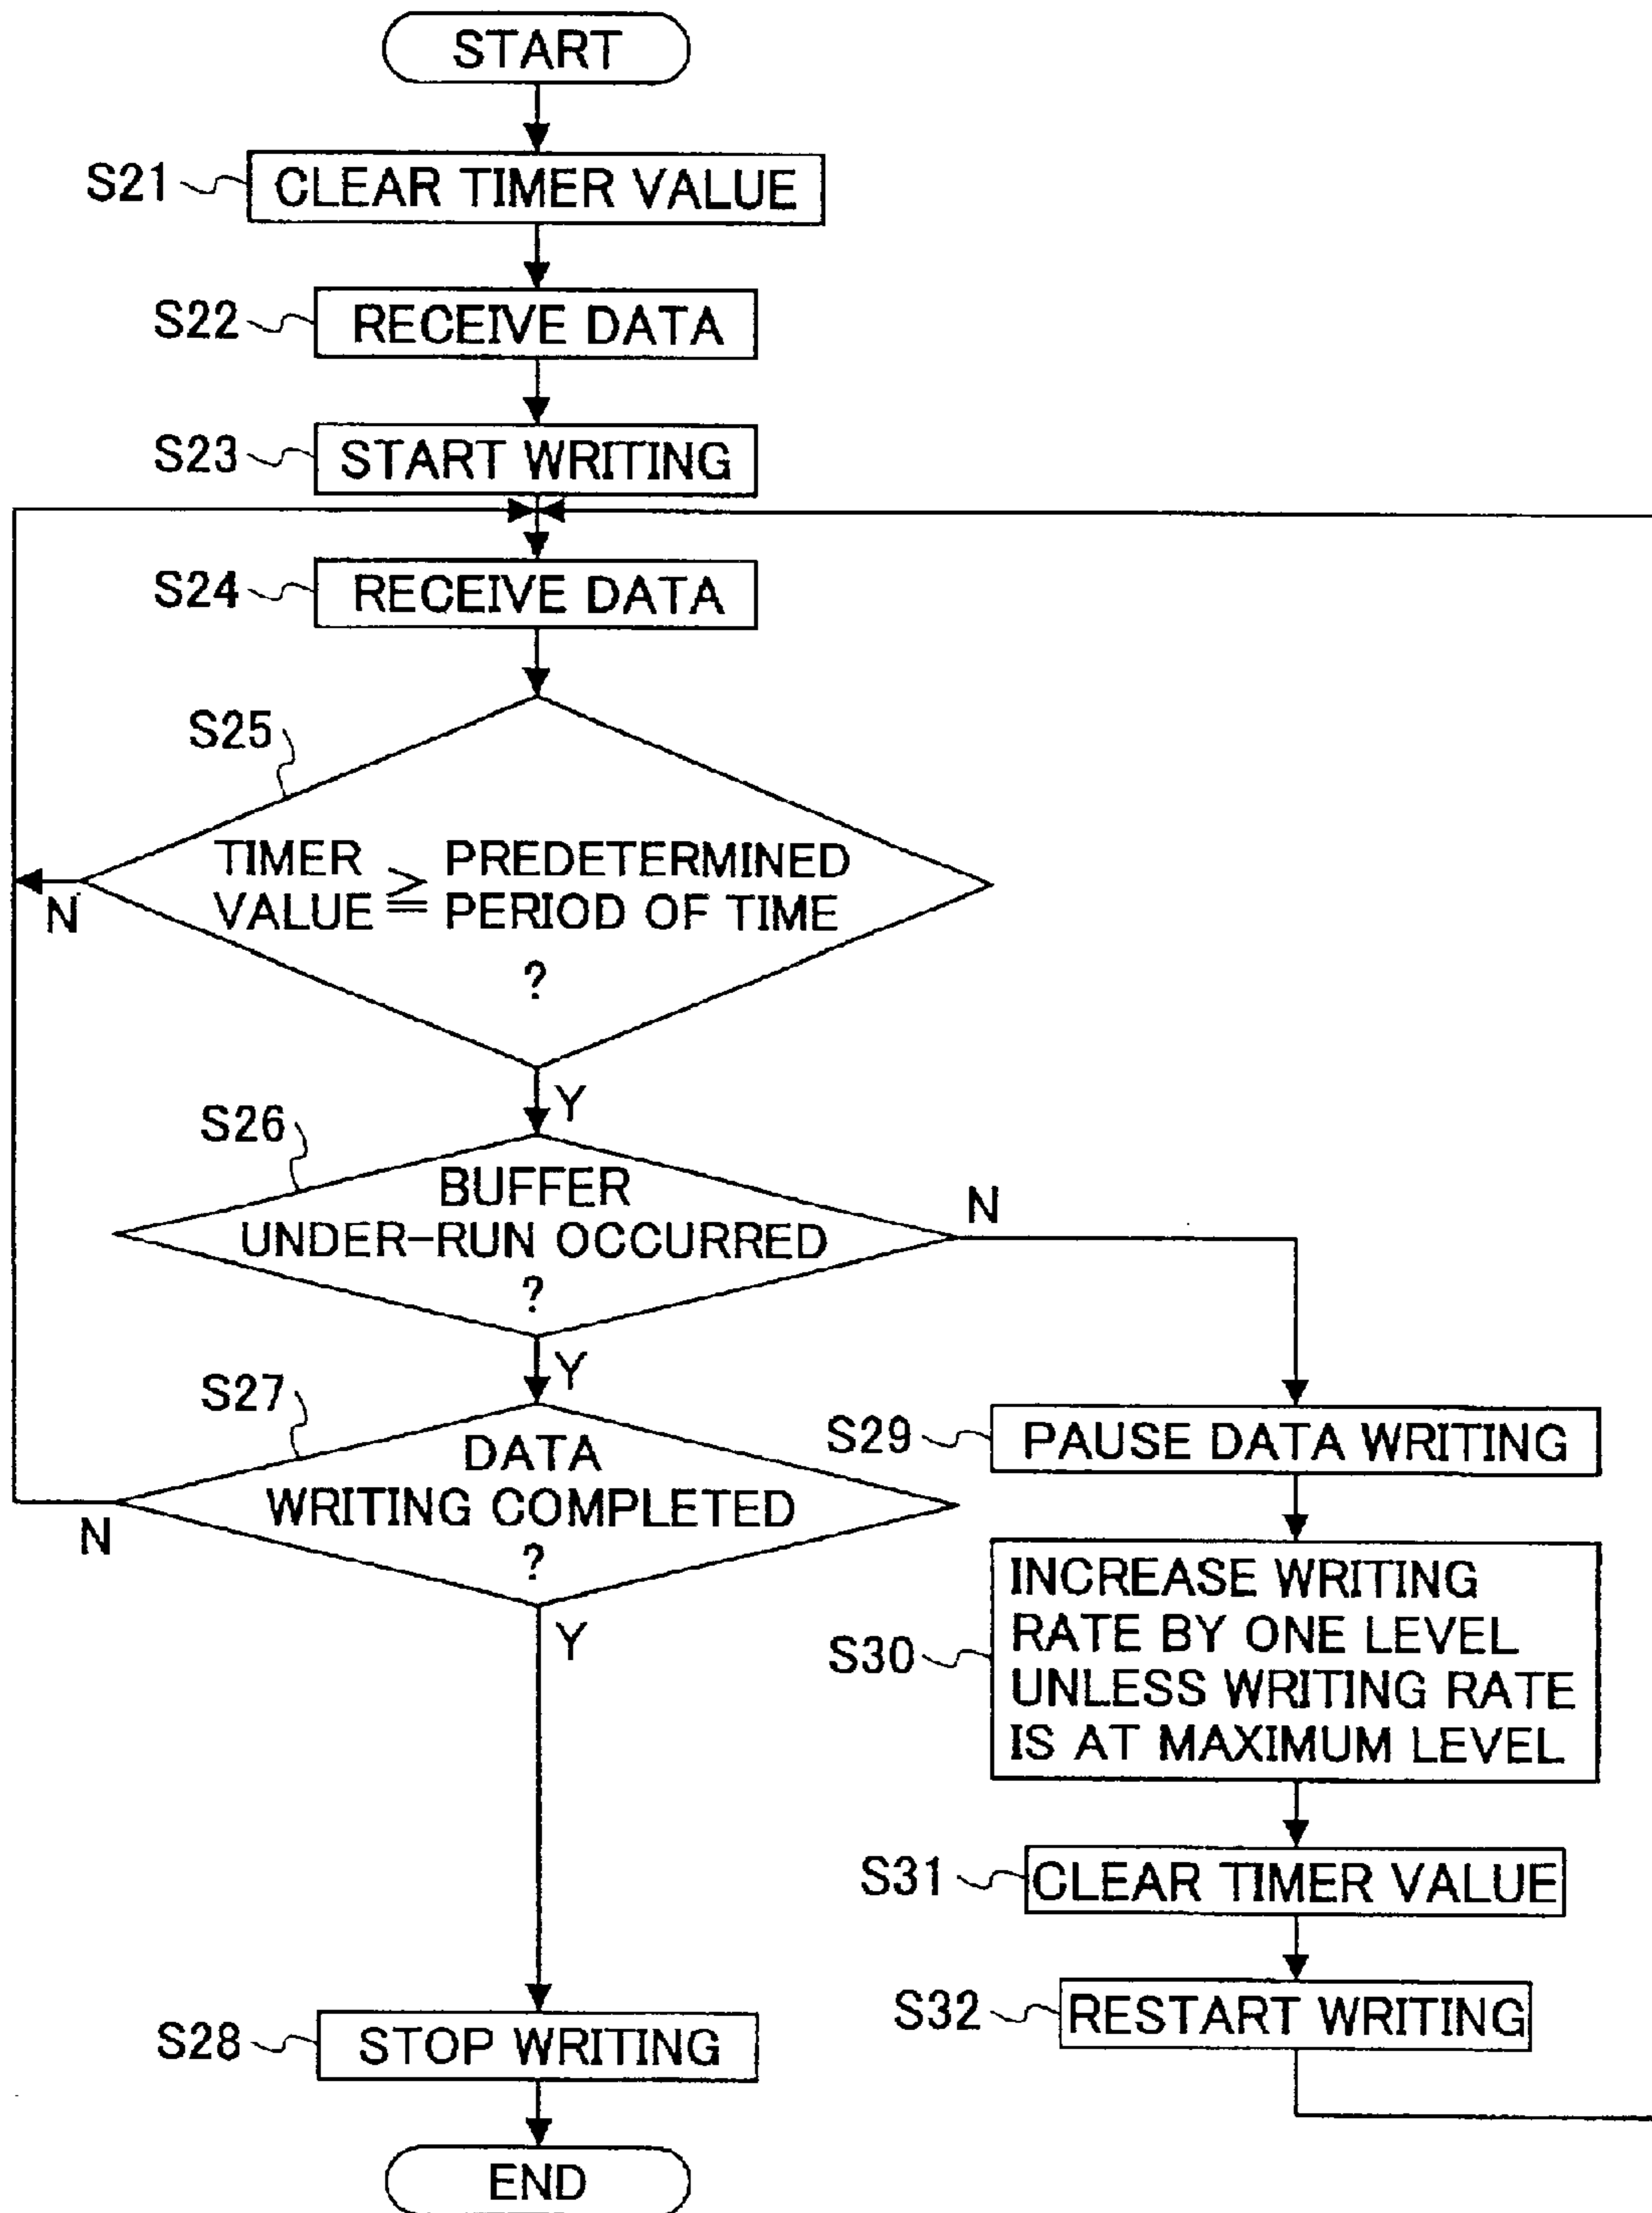 START
S21
CLEAR TIMER VALUE
S22
RECEIVE DATA
S23
START WRITING
S24
RECEIVE DATA
S25
TIMER ≧ PREDETERMINED
VALUE PERIOD OF TIME
?
N
Y
S26
BUFFER
UNDER-RUN OCCURRED
?
N
Y
S27
DATA
WRITING COMPLETED
?
N
Y
S28
STOP WRITING
END
S29
PAUSE DATA WRITING
S30
INCREASE WRITING
RATE BY ONE LEVEL
UNLESS WRITING RATE
IS AT MAXIMUM LEVEL
S31
CLEAR TIMER VALUE
S32
RESTART WRITING